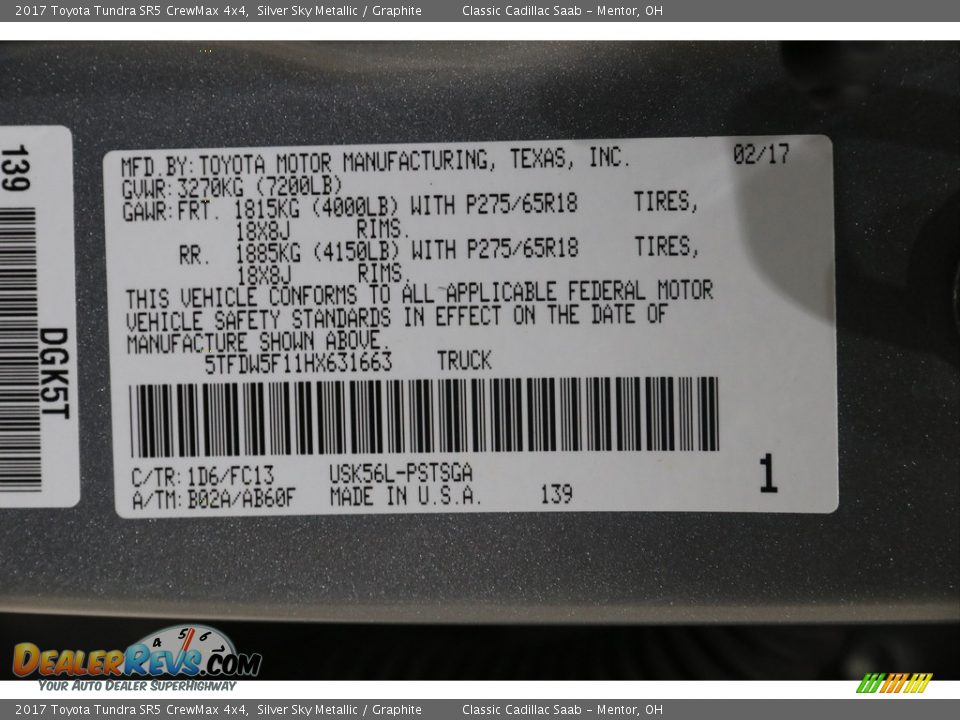 2017 Toyota Tundra SR5 CrewMax 4x4, Silver Sky Metallic / Graphite Classic Cadillac Saab - Mentor, OH
139
DGK5T
MFD.BY:TOYOTA MOTOR MANUFACTURING, TEXAS, INC. 02/17
GVWR:3270KG (7200LB)
GAWR:FRT. 1815KG (4000LB) WITH P275/65R18 TIRES,
18X8J RIMS.
RR. 1885KG (4150LB) WITH P275/65R18 TIRES,
18X8J RIMS.
THIS VEHICLE CONFORMS TO ALL APPLICABLE FEDERAL MOTOR
VEHICLE SAFETY STANDARDS IN EFFECT ON THE DATE OF
MANUFACTURE SHOWN ABOVE.
5TFDW5F11HX631663 TRUCK
C/TR:1D6/FC13 USK56L-PSTSGA
A/TM:B02A/AB60F MADE IN U.S.A. 139
1
4 5 6
DEALERREVS.COM
YOUR AUTO DEALER SUPERHIGHWAY
2017 Toyota Tundra SR5 CrewMax 4x4, Silver Sky Metallic / Graphite Classic Cadillac Saab - Mentor, OH